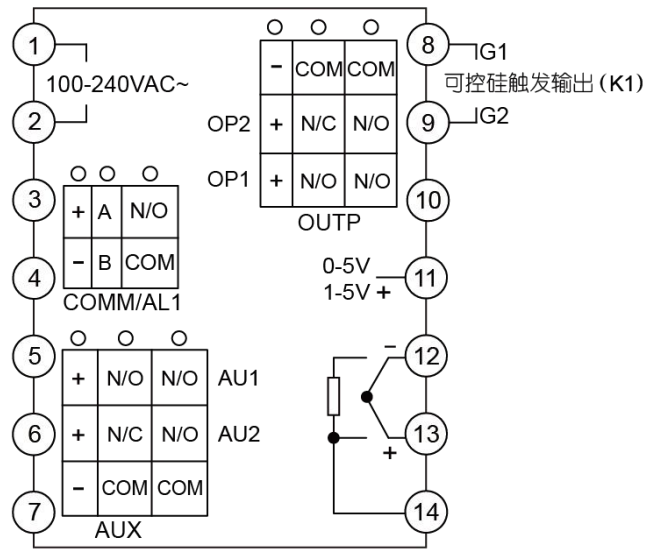 1
100-240VAC~
2
8
G1
可控硅触发输出(K1)
9
G2
- COM COM
OP2 + N/C N/O
OP1 + N/O N/O
OUTP
3
+ A N/O
4
- B COM
COMM/AL1
10
0-5V
1-5V +
11
5
+ N/O N/O AU1
6
+ N/C N/O AU2
- COM COM
7
AUX
12
-
13
+
14